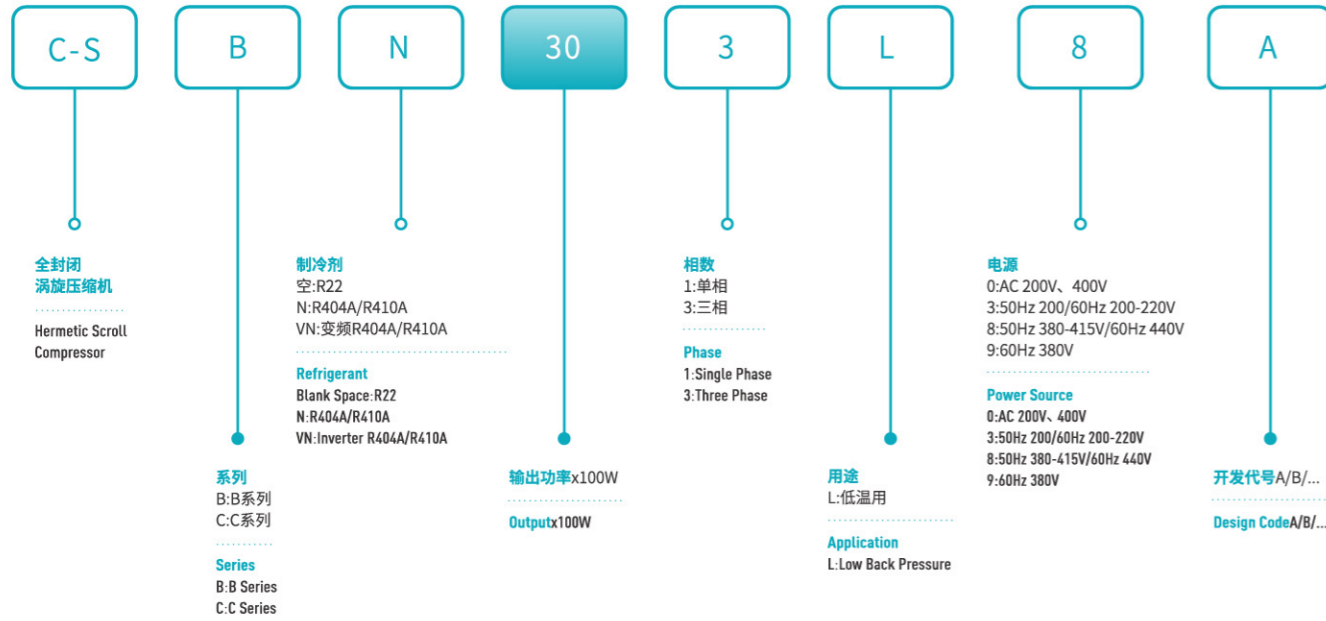 C-S
B
N
30
3
L
8
A
全封闭
涡旋压缩机
Hermetic Scroll
Compressor
系列
B:B系列
C:C系列
Series
B:B Series
C:C Series
制冷剂
空:R22
N:R404A/R410A
VN:变频R404A/R410A
Refrigerant
Blank Space:R22
N:R404A/R410A
VN:Inverter R404A/R410A
输出功率x100W
Outputx100W
相数
1:单相
3:三相
Phase
1:Single Phase
3:Three Phase
用途
L:低温用
Application
L:Low Back Pressure
电源
0:AC 200V、400V
3:50Hz 200/60Hz 200-220V
8:50Hz 380-415V/60Hz 440V
9:60Hz 380V
Power Source
0:AC 200V、400V
3:50Hz 200/60Hz 200-220V
8:50Hz 380-415V/60Hz 440V
9:60Hz 380V
开发代号A/B/...
Design CodeA/B/...